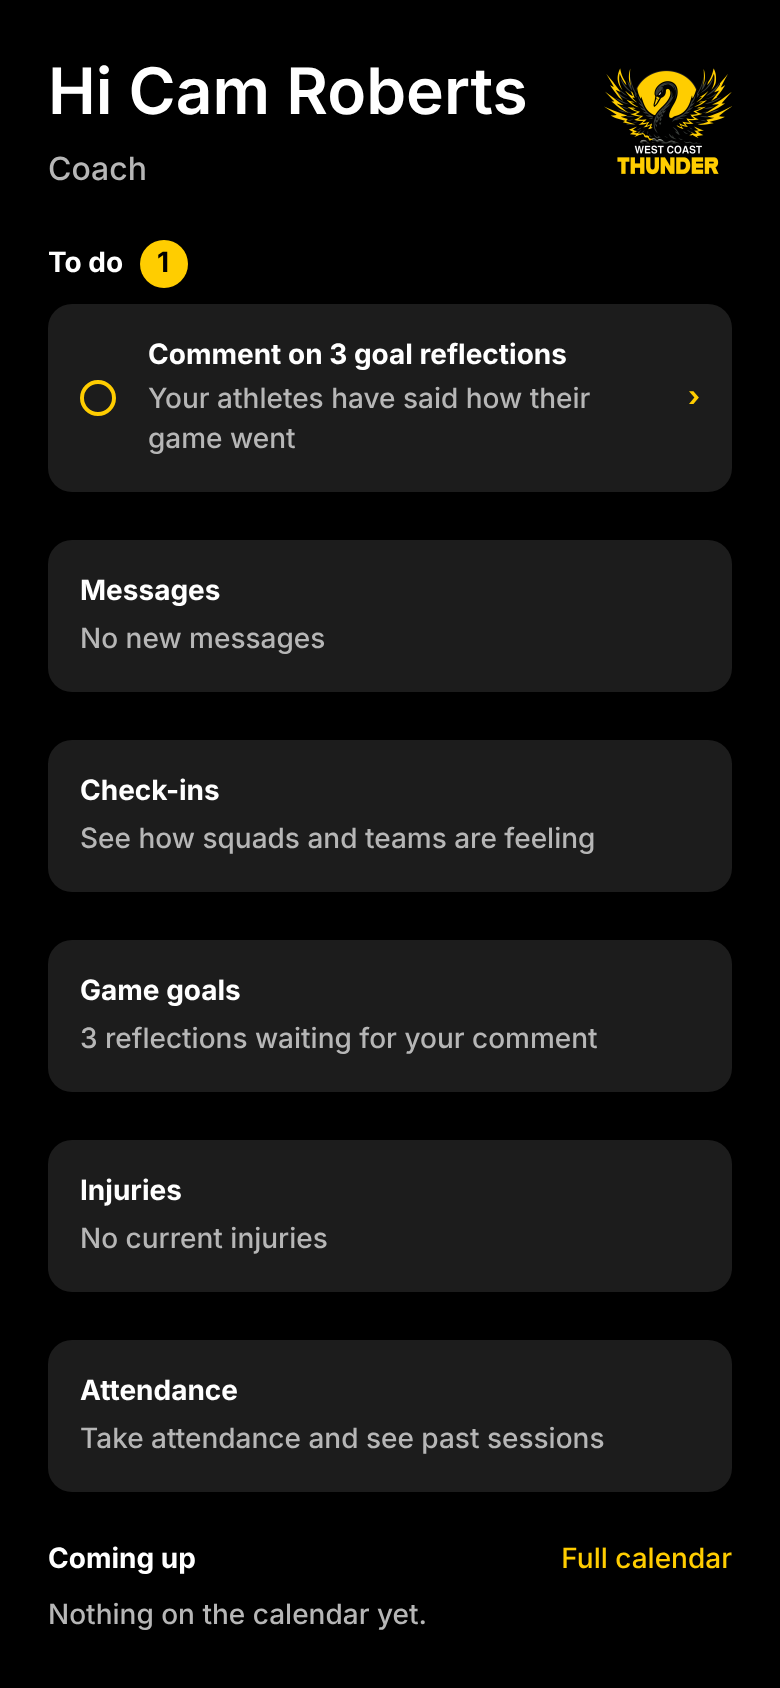 Hi Cam Roberts
Coach
WEST COAST
THUNDER
To do 1
Comment on 3 goal reflections
Your athletes have said how their
game went
›
Messages
No new messages
Check-ins
See how squads and teams are feeling
Game goals
3 reflections waiting for your comment
Injuries
No current injuries
Attendance
Take attendance and see past sessions
Coming up
Full calendar
Nothing on the calendar yet.